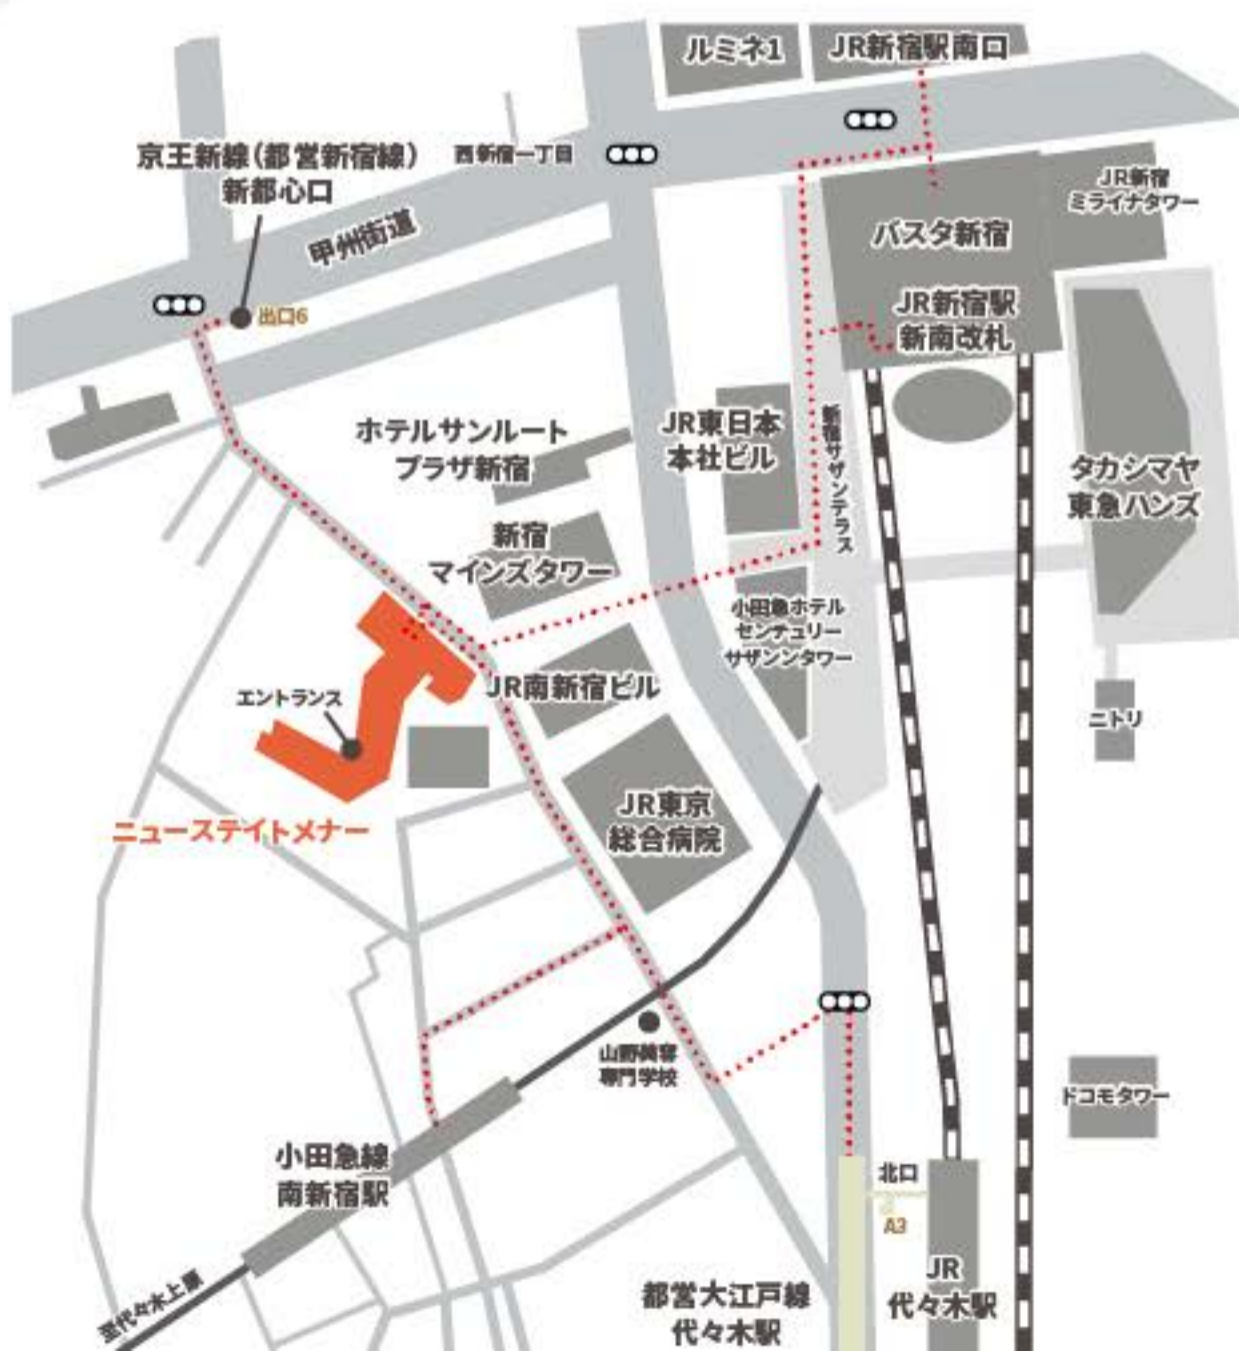 ルミネ1
JR新宿駅南口
京王新線(都営新宿線)
新都心口
西新宿一丁目
甲州街道
JR新宿
ミライナタワー
バスタ新宿
出口6
JR新宿駅
新南改札
ホテルサンルート
プラザ新宿
JR東日本
本社ビル
新宿サザンテラス
タカシマヤ
東急ハンズ
新宿
マインズタワー
小田急ホテル
センチュリー
サザンンタワー
エントランス
JR南新宿ビル
ニトリ
JR東京
総合病院
ニューステイトメナー
山野美容
専門学校
ドコモタワー
小田急線
南新宿駅
北口
A3
JR
代々木駅
都営大江戸線
代々木駅
至代々木上原